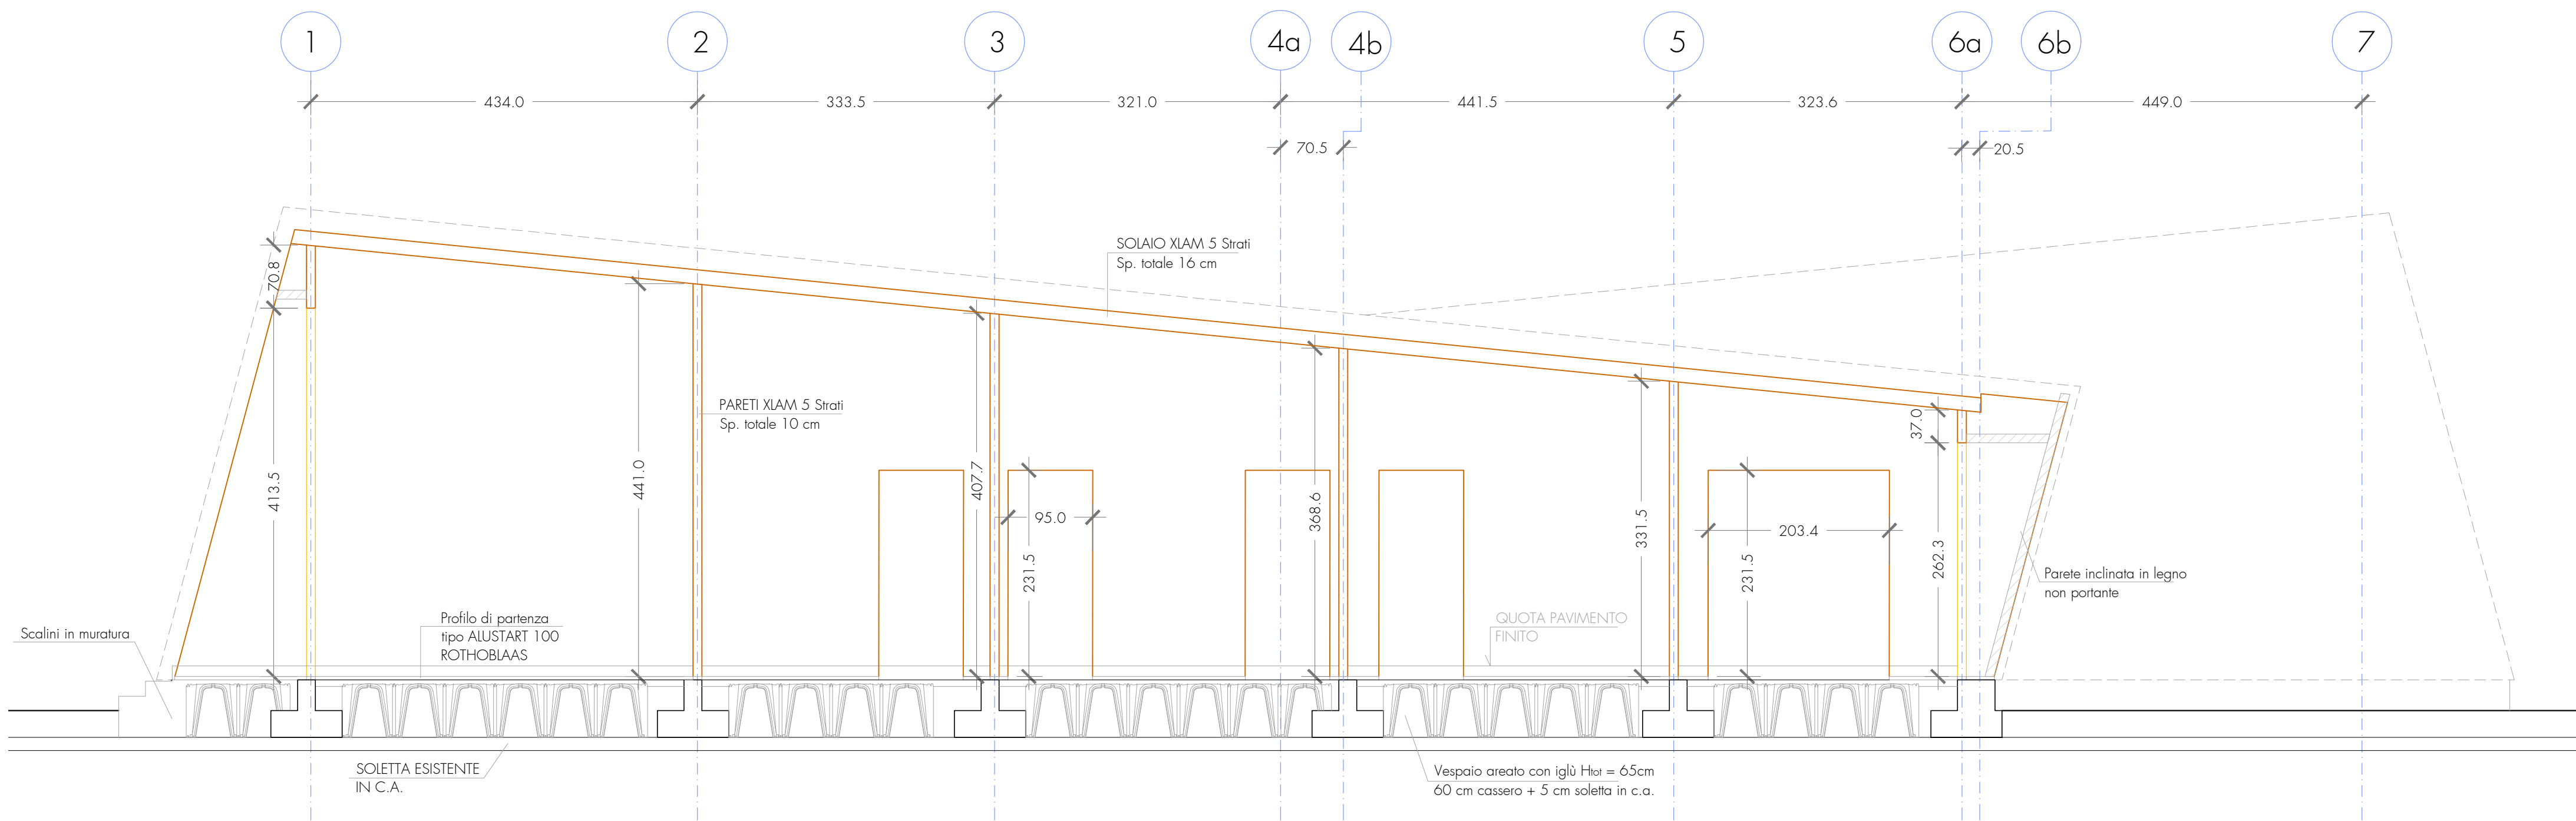 1
2
3
4a
4b
5
6a
6b
7
434.0
333.5
321.0
441.5
323.6
449.0
70.5
20.5
SOLAIO XLAM 5 Strati
Sp. totale 16 cm
70.8
PARETI XLAM 5 Strati
Sp. totale 10 cm
37.0
413.5
441.0
407.7
95.0
231.5
368.6
331.5
203.4
231.5
262.3
Parete inclinata in legno
non portante
Scalini in muratura
Profilo di partenza
tipo ALUSTART 100
ROTHOBLAAS
QUOTA PAVIMENTO
FINITO
SOLETTA ESISTENTE
IN C.A.
Vespaio areato con iglù Htot = 65cm
60 cm cassero + 5 cm soletta in c.a.